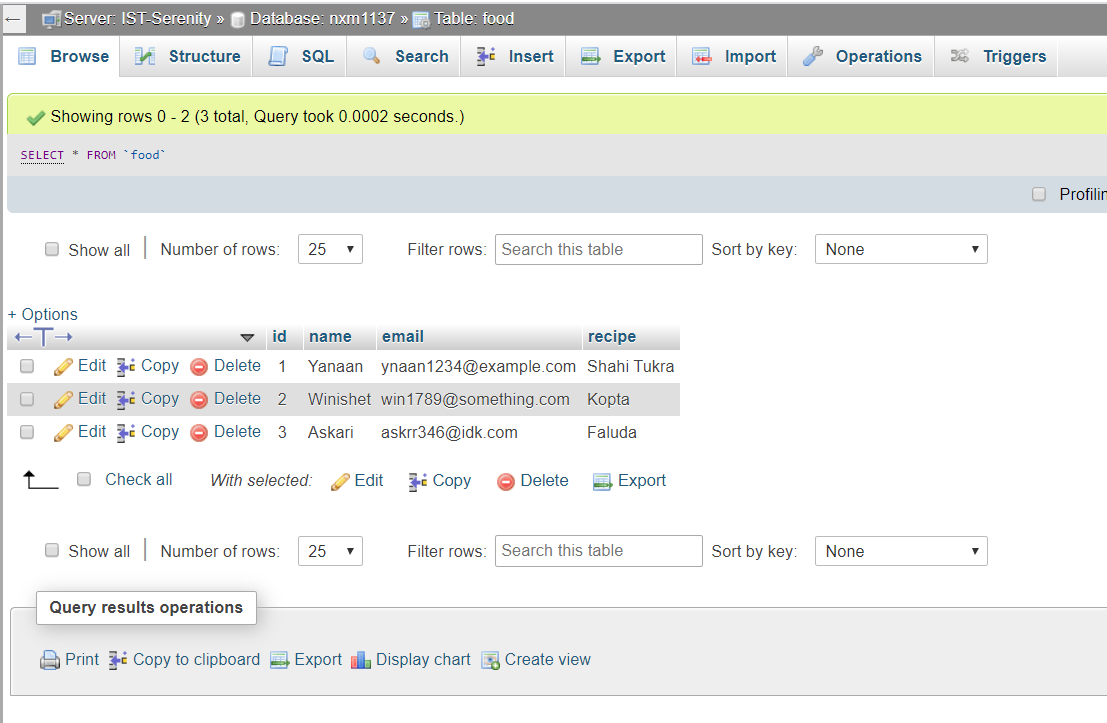 ← Server: IST-Serenity » Database: nxm1137 » Table: food
Browse Structure SQL Search Insert Export Import Operations Triggers
Showing rows 0 - 2 (3 total, Query took 0.0002 seconds.)
SELECT * FROM `food`
Profilin
Show all Number of rows: 25 Filter rows: Search this table Sort by key: None
+ Options
←T→ id name email recipe
Edit Copy Delete 1 Yanaan ynaan1234@example.com Shahi Tukra
Edit Copy Delete 2 Winishet win1789@something.com Kopta
Edit Copy Delete 3 Askari askrr346@idk.com Faluda
Check all With selected: Edit Copy Delete Export
Show all Number of rows: 25 Filter rows: Search this table Sort by key: None
Query results operations
Print Copy to clipboard Export Display chart Create view